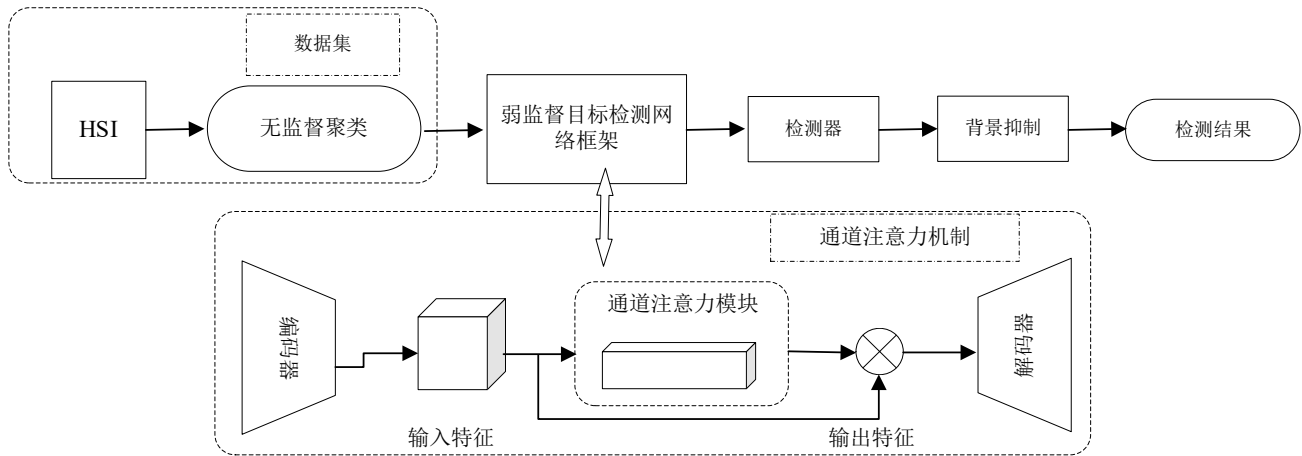 数据集
HSI
无监督聚类
弱监督目标检测网
络框架
检测器
背景抑制
检测结果
通道注意力机制
编码器
通道注意力模块
解码器
输入特征
输出特征